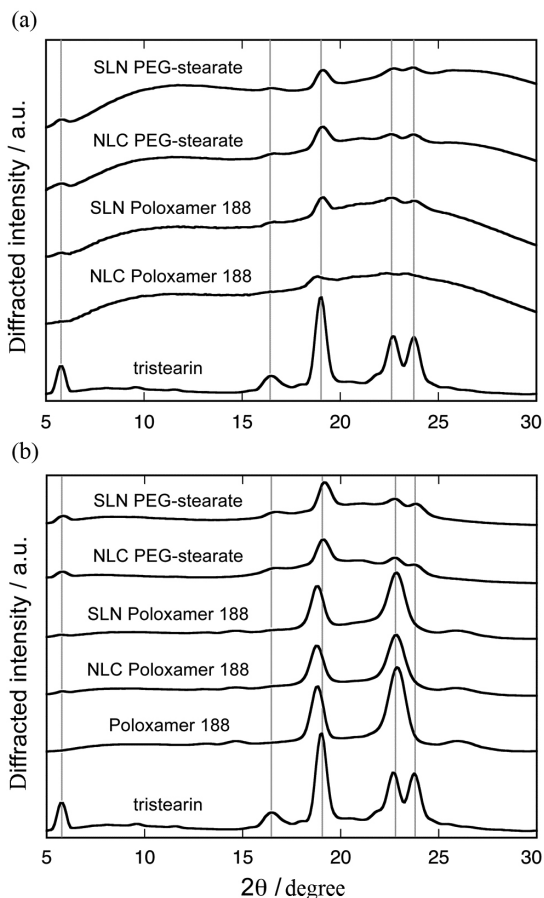 (a)
Diffracted intensity / a.u.
SLN PEG-stearate
NLC PEG-stearate
SLN Poloxamer 188
NLC Poloxamer 188
tristearin
5 10 15 20 25 30
(b)
Diffracted intensity / a.u.
SLN PEG-stearate
NLC PEG-stearate
SLN Poloxamer 188
NLC Poloxamer 188
Poloxamer 188
tristearin
5 10 15 20 25 30
2θ / degree